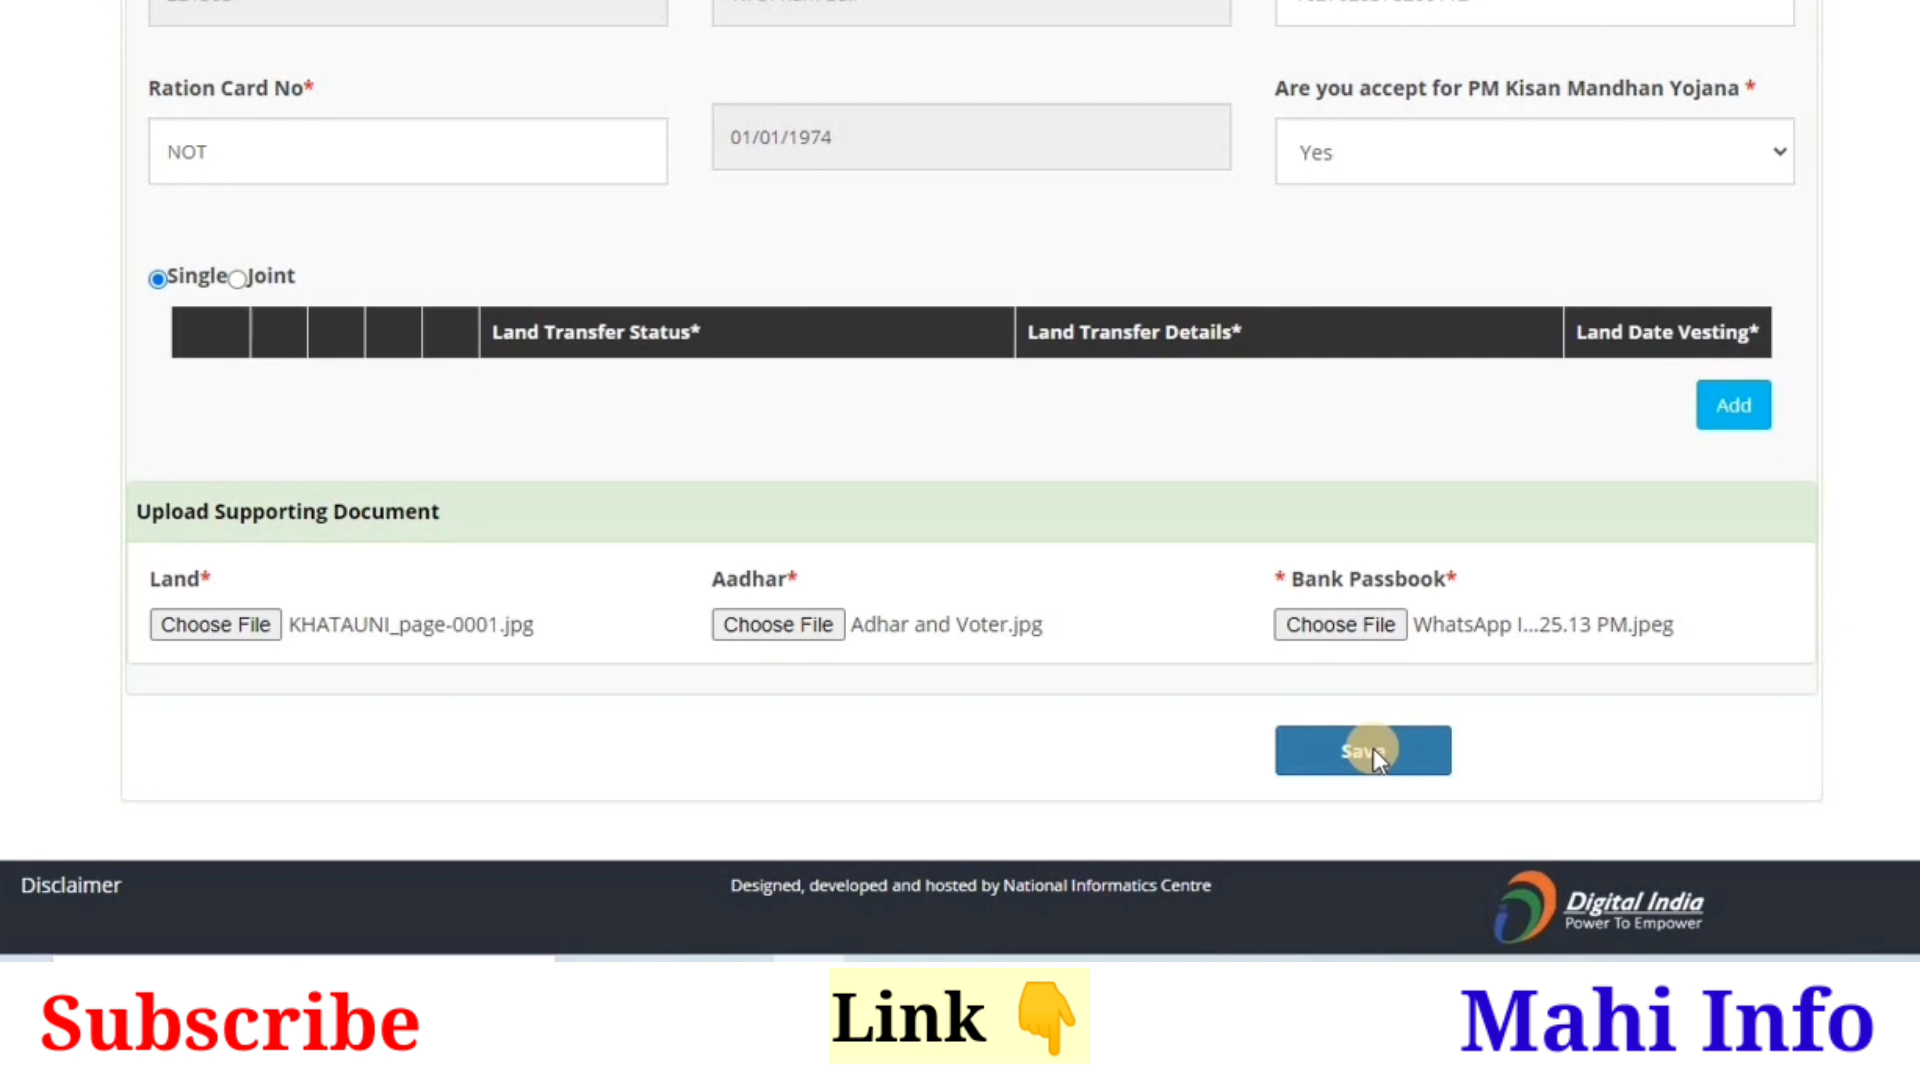 Ration Card No*
Are you accept for PM Kisan Mandhan Yojana *
NOT
01/01/1974
Yes
Single Joint
Land Transfer Status* Land Transfer Details* Land Date Vesting*
Add
Upload Supporting Document
Land* Aadhar* * Bank Passbook*
Choose File KHATAUNI_page-0001.jpg Choose File Adhar and Voter.jpg Choose File WhatsApp I...25.13 PM.jpeg
Save
Disclaimer Designed, developed and hosted by National Informatics Centre
Digital India
Power To Empower
Subscribe Link 👇 Mahi Info